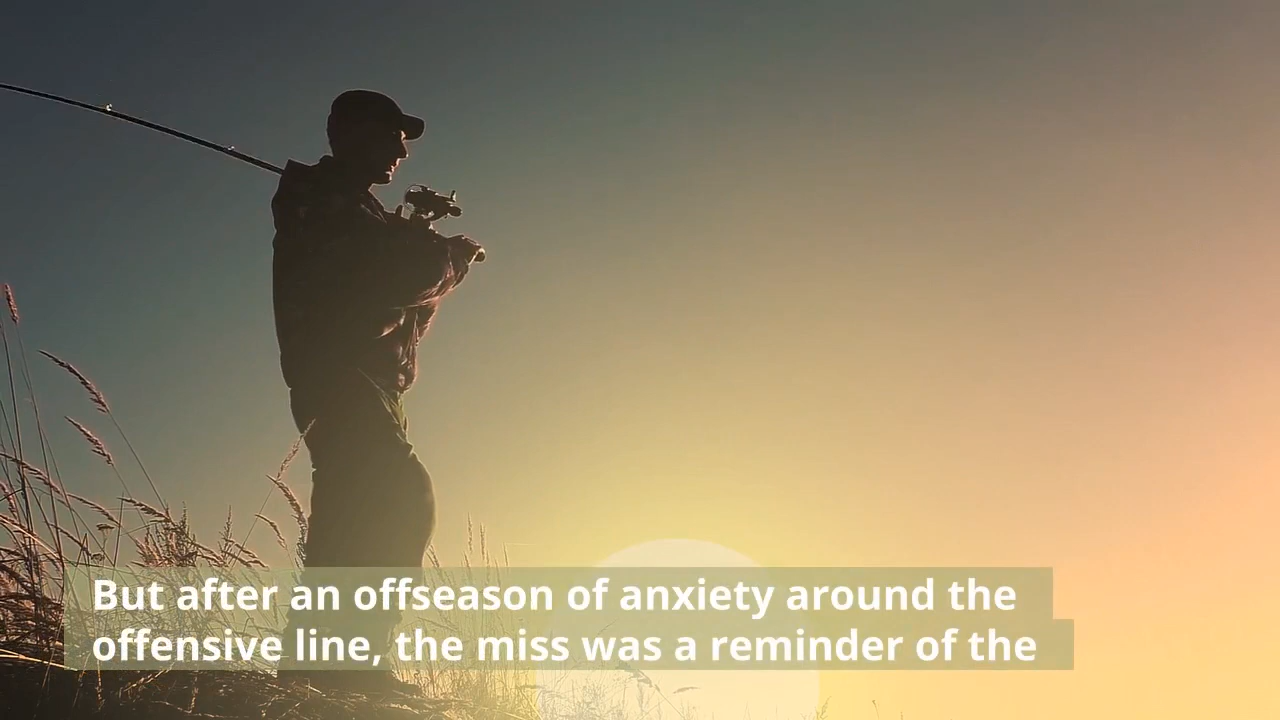 But after an offseason of anxiety around the
offensive line, the miss was a reminder of the